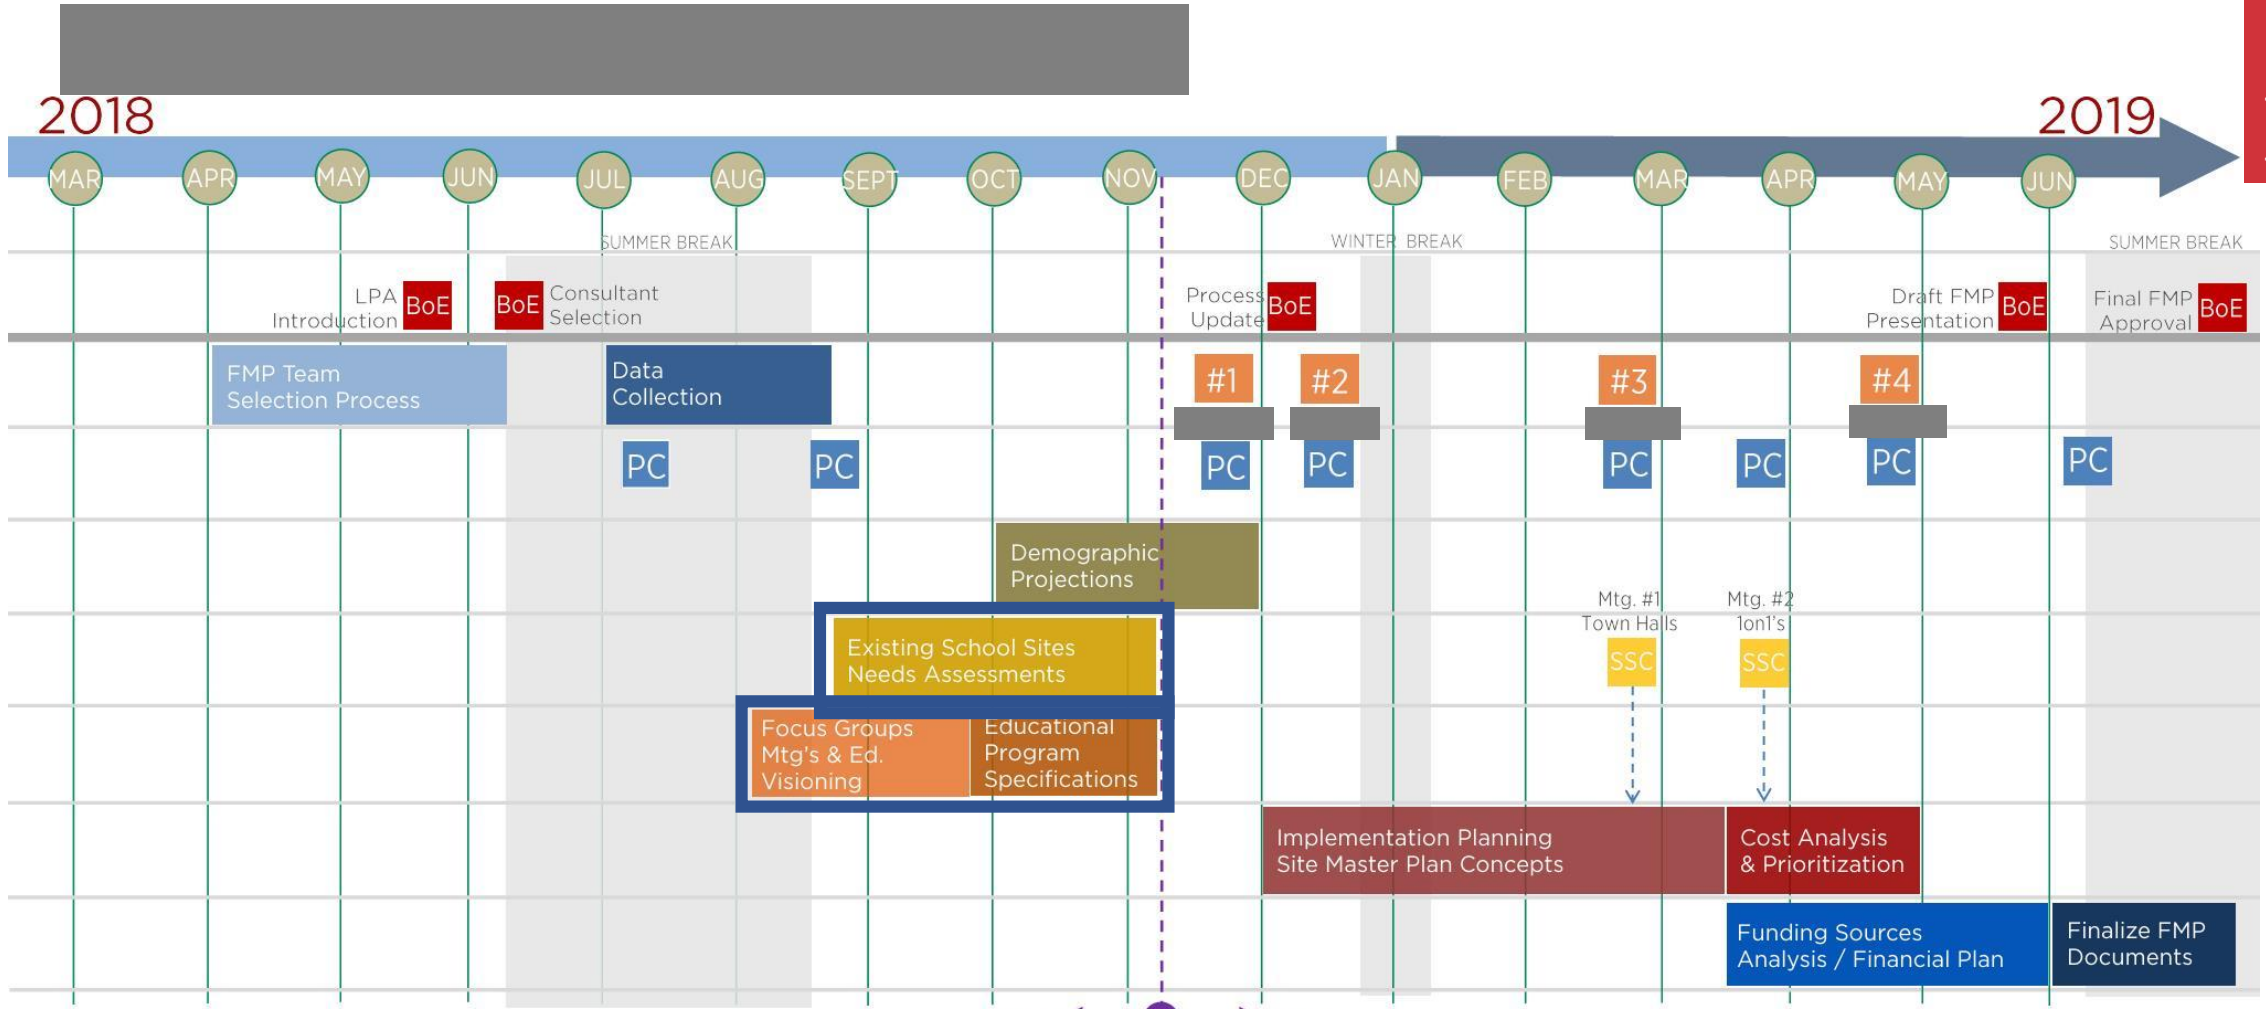 2018
2019
MAR
APR
MAY
JUN
JUL
AUG
SEPT
OCT
NOV
DEC
JAN
FEB
MAR
APR
MAY
JUN
SUMMER BREAK
WINTER BREAK
SUMMER BREAK
LPA
Introduction
BoE
BoE
Consultant
Selection
Process
Update
BoE
Draft FMP
Presentation
BoE
Final FMP
Approval
BoE
FMP Team
Selection Process
Data
Collection
#1
#2
#3
#4
PC
PC
PC
PC
PC
PC
PC
PC
Demographic
Projections
Mtg. #1
Town Halls
Mtg. #2
1on1's
Existing School Sites
Needs Assessments
SSC
SSC
Focus Groups
Mtg's & Ed.
Visioning
Educational
Program
Specifications
Implementation Planning
Site Master Plan Concepts
Cost Analysis
& Prioritization
Funding Sources
Analysis / Financial Plan
Finalize FMP
Documents